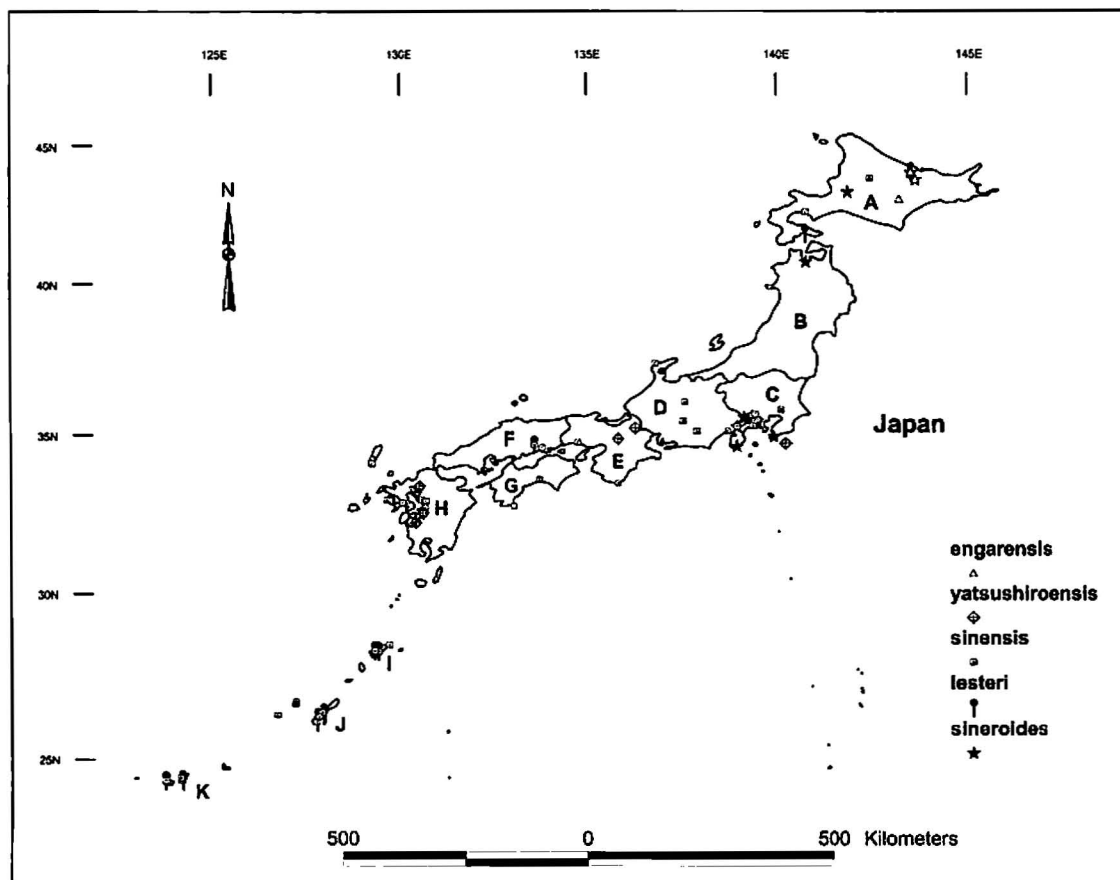 125E 130E 135E 140E 145E
45N
N
A
40N
B
C
D
Japan
35N
F
E
G
H
engarensis
yatsushiroensis
30N
sinensis
I
lesteri
J
sineroides
25N
K
500 0 500 Kilometers